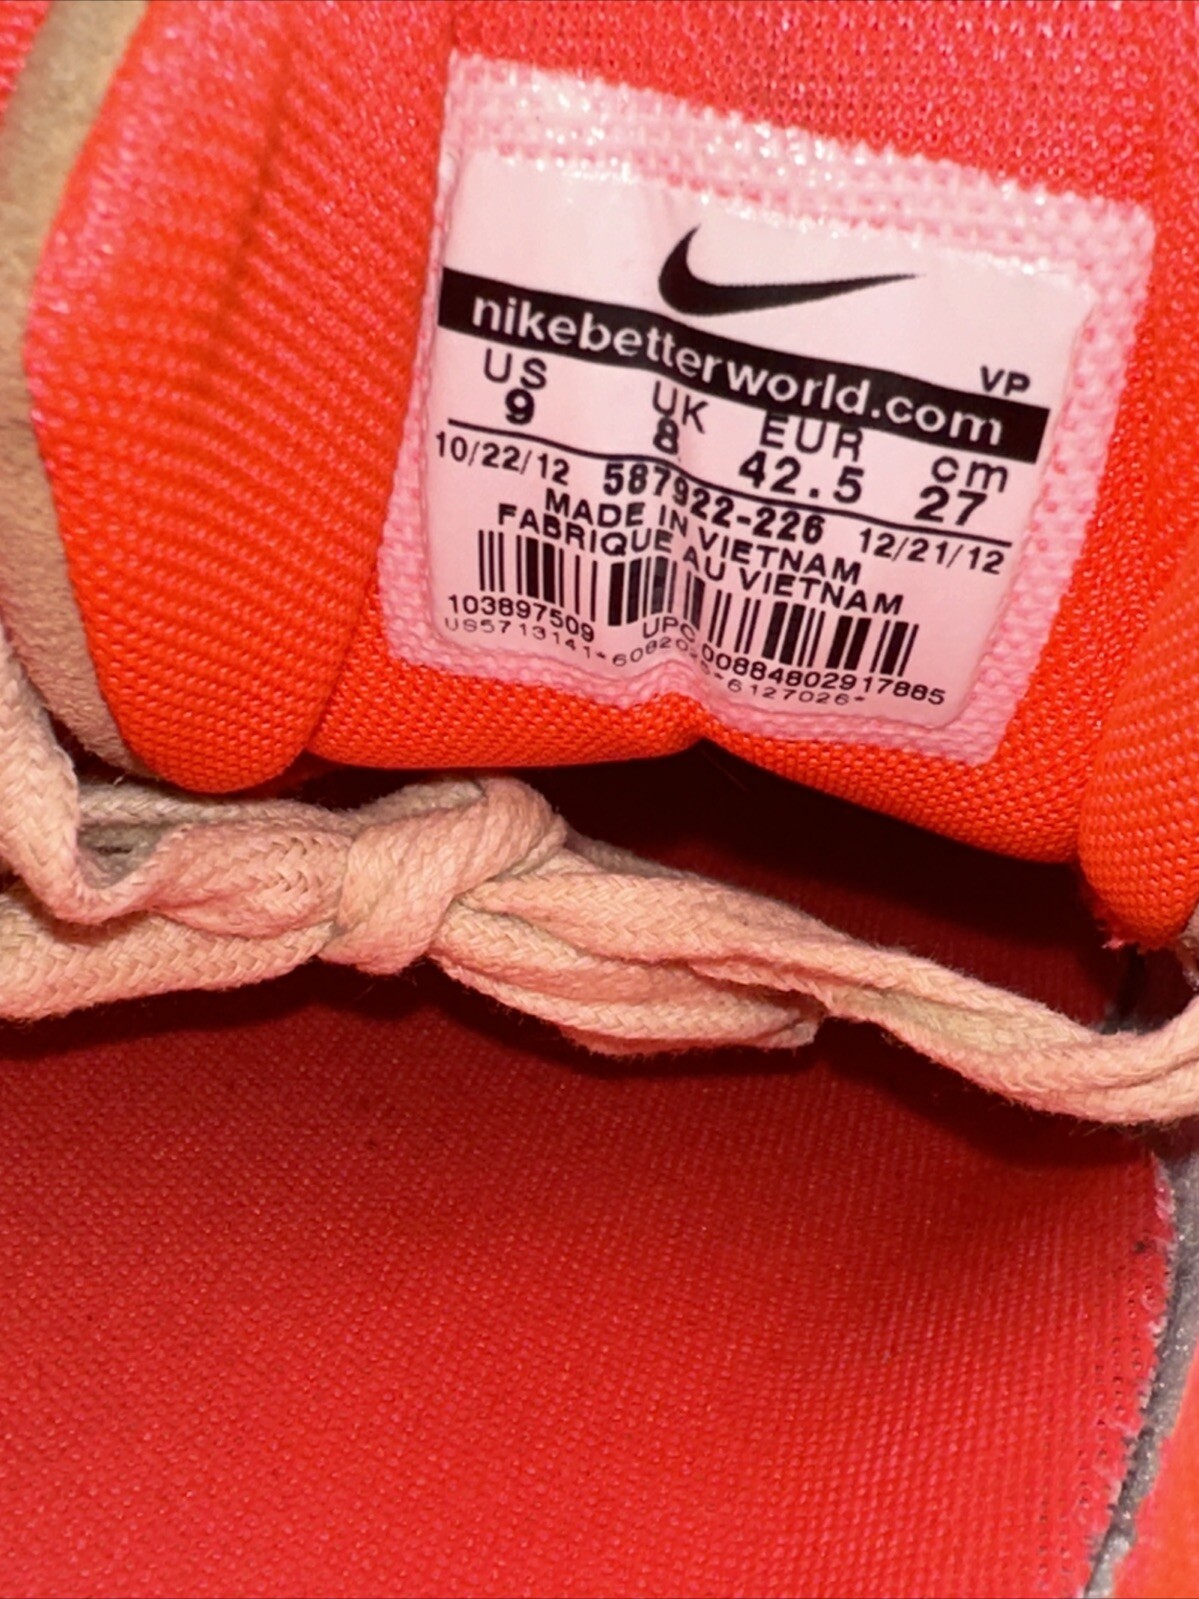 nikebetterworld.com
VP
US UK EUR cm
9 8 42.5 27
10/22/12 587922-226 12/21/12
MADE IN VIETNAM
FABRIQUE AU VIETNAM
103897509 UPC 00884802917885